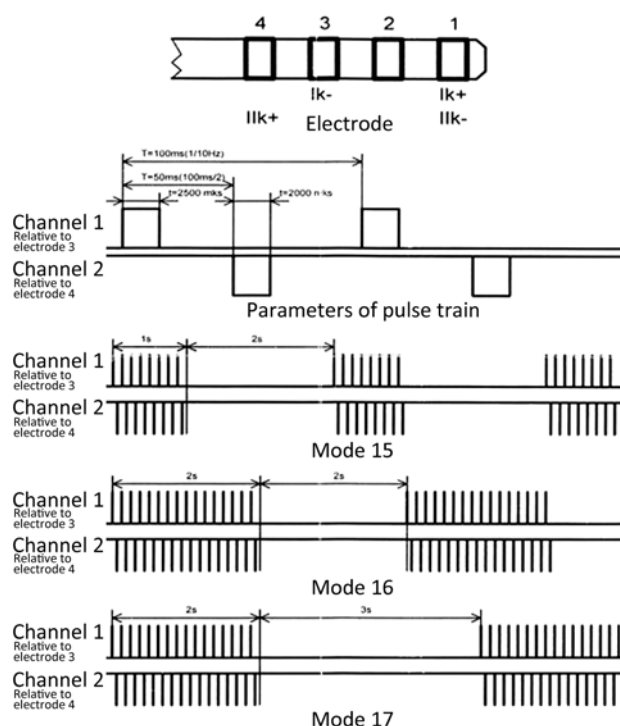 4 3 2 1
Ik- Ik+
IIk+ IIk-
Electrode
T=100ms(1/10Hz)
T=50ms(100ms/2)
t=2500 mks t=2000 n·ks
Channel 1
Relative to
electrode 3
Channel 2
Relative to
electrode 4
Parameters of pulse train
1s 2s
Channel 1
Relative to
electrode 3
Channel 2
Relative to
electrode 4
Mode 15
2s 2s
Channel 1
Relative to
electrode 3
Channel 2
Relative to
electrode 4
Mode 16
2s 3s
Channel 1
Relative to
electrode 3
Channel 2
Relative to
electrode 4
Mode 17